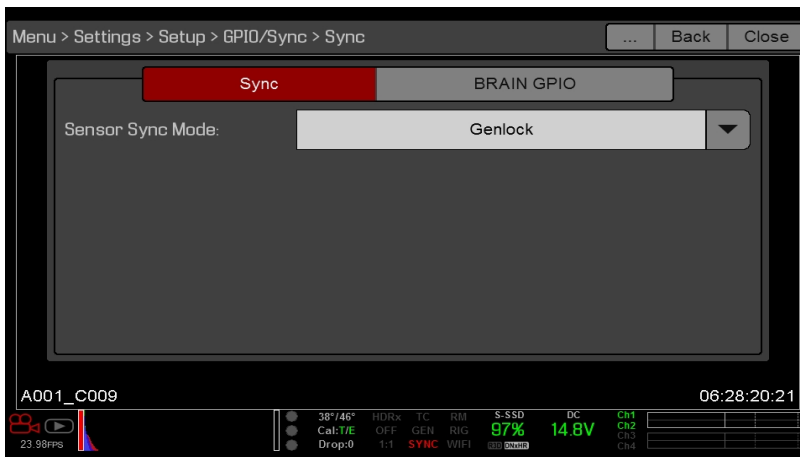 Menu > Settings > Setup > GPIO/Sync > Sync ... Back Close
Sync BRAIN GPIO
Sensor Sync Mode: Genlock
A001_C009 06:28:20:21
38°/46° HDRx TC RM S-SSD DC Ch1
Cal:T/E OFF GEN RIG 97% 14.8V Ch2
Ch3
23.98FPS Drop:0 1:1 SYNC WIFI R3D DNxHR Ch4